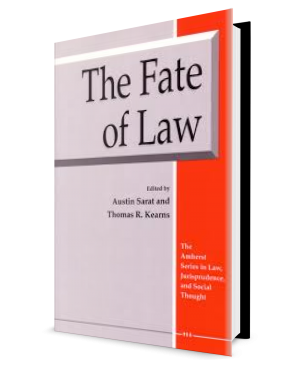 The Fate
of Law
Edited by
Austin Sarat and
Thomas R. Kearns
The
Amherst
Series in Law,
Jurisprudence,
and Social
Thought